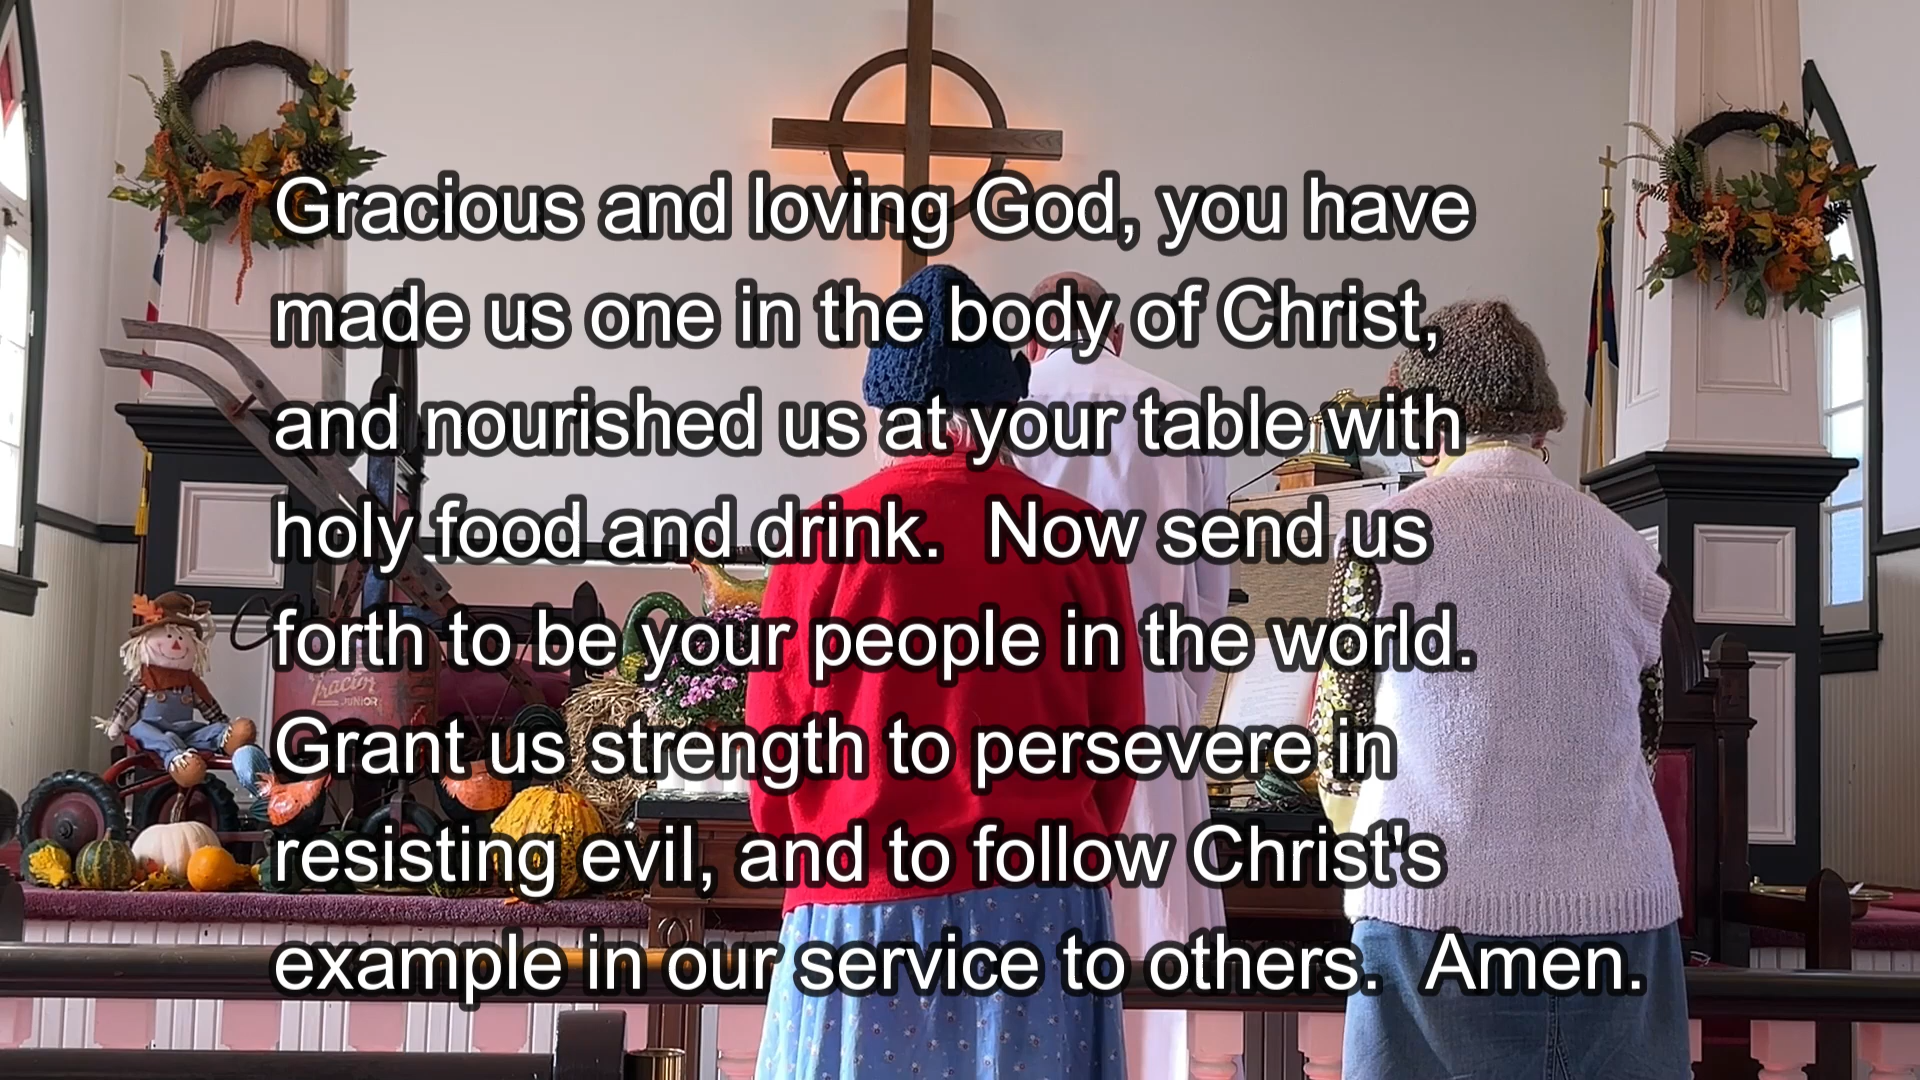 Gracious and loving God, you have
made us one in the body of Christ,
and nourished us at your table with
holy food and drink.  Now send us
forth to be your people in the world.
Grant us strength to persevere in
resisting evil, and to follow Christ's
example in our service to others.  Amen.
Tractor
JUNIOR